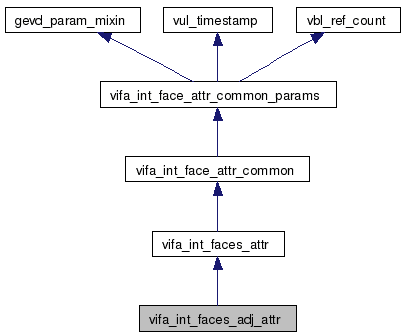 gevd_param_mixin vul_timestamp vbl_ref_count
vifa_int_face_attr_common_params
vifa_int_face_attr_common
vifa_int_faces_attr
vifa_int_faces_adj_attr